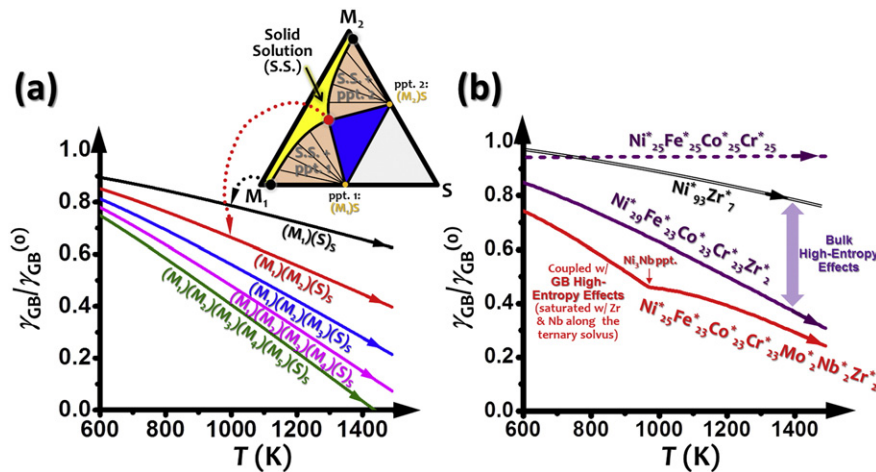 (a)
M₂
Solid
Solution
(S.S.)
S.S. +
ppt. 2
ppt. 2:
(M₂)S
S.S. +
ppt. 1
M₁
ppt. 1:
(M₁)S
S
γGB/γGB⁽⁰⁾
1.0
0.8
0.6
0.4
0.2
0.0
(M₁)(S)ₛ
(M₁)(M₂)(S)ₛ
(M₁)(M₂)(M₃)(S)ₛ
(M₁)(M₂)(M₃)(M₄)(S)ₛ
(M₁)(M₂)(M₃)(M₄)(M₅)(S)ₛ
600
800
1000
1200
1400
T (K)
(b)
γGB/γGB⁽⁰⁾
1.0
0.8
0.6
0.4
0.2
0.0
Ni*₂₅Fe*₂₅Co*₂₅Cr*₂₅
Ni*₉₃Zr*₇
Ni*₂₉Fe*₂₃Co*₂₃Cr*₂₃Zr*₂
Bulk
High-Entropy
Effects
Ni₃Nb ppt.
Coupled w/
GB High-
Entropy Effects
(saturated w/ Zr
& Nb along the
ternary solvus)
Ni*₂₅Fe*₂₃Co*₂₃Cr*₂₃Mo*₂Nb*₂Zr*₂
600
800
1000
1200
1400
T (K)